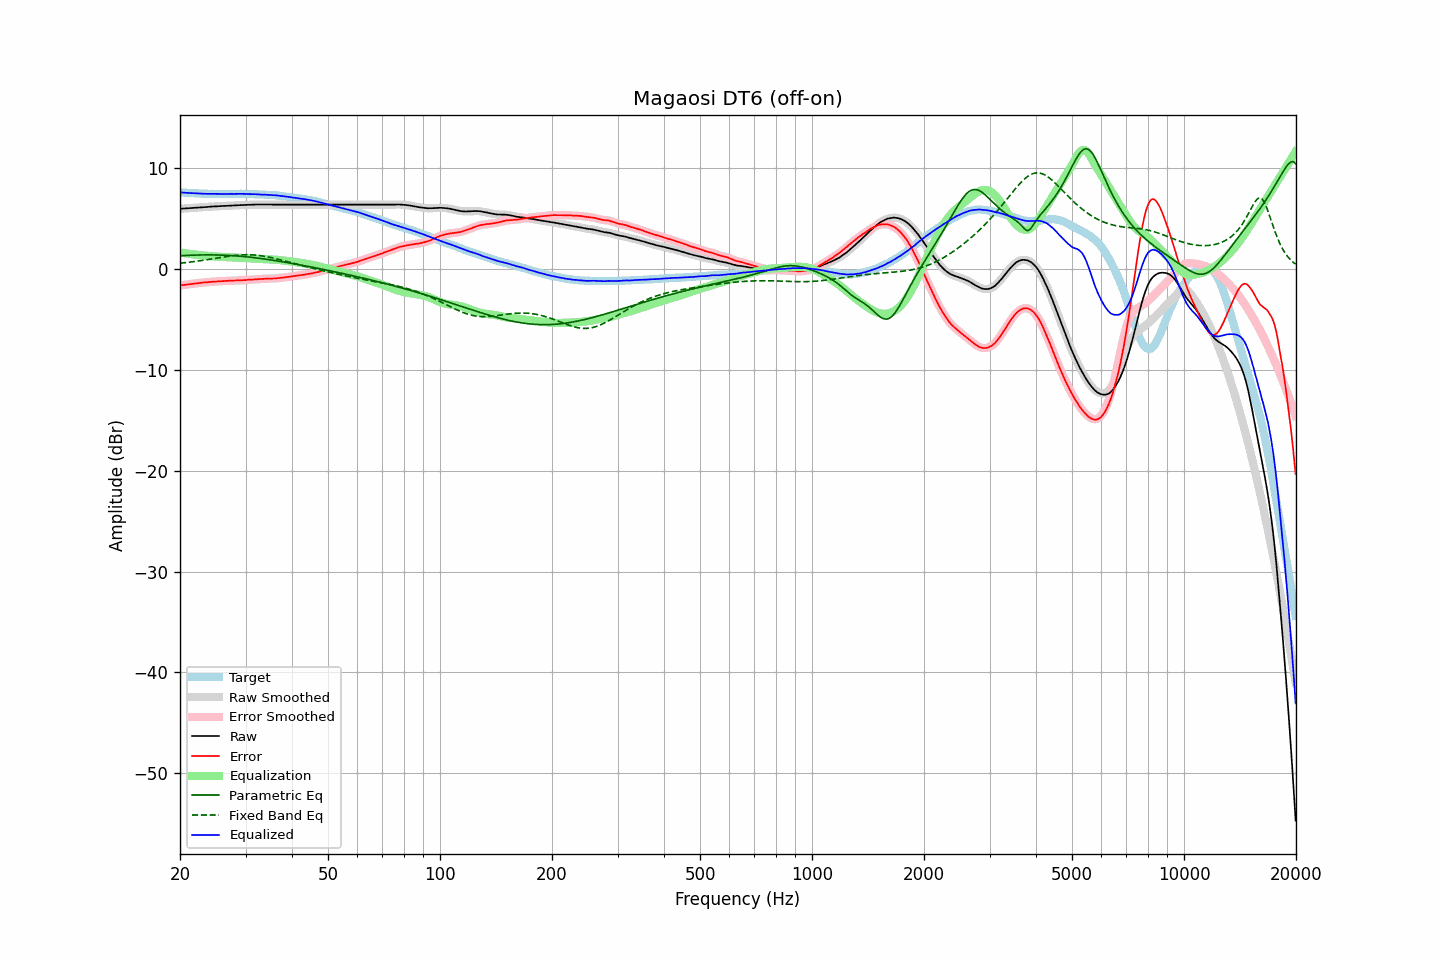 Magaosi DT6 (off-on)
Amplitude (dBr)
10
0
−10
−20
−30
−40
−50
Target
Raw Smoothed
Error Smoothed
Raw
Error
Equalization
Parametric Eq
Fixed Band Eq
Equalized
20 50 100 200 500 1000 2000 5000 10000 20000
Frequency (Hz)